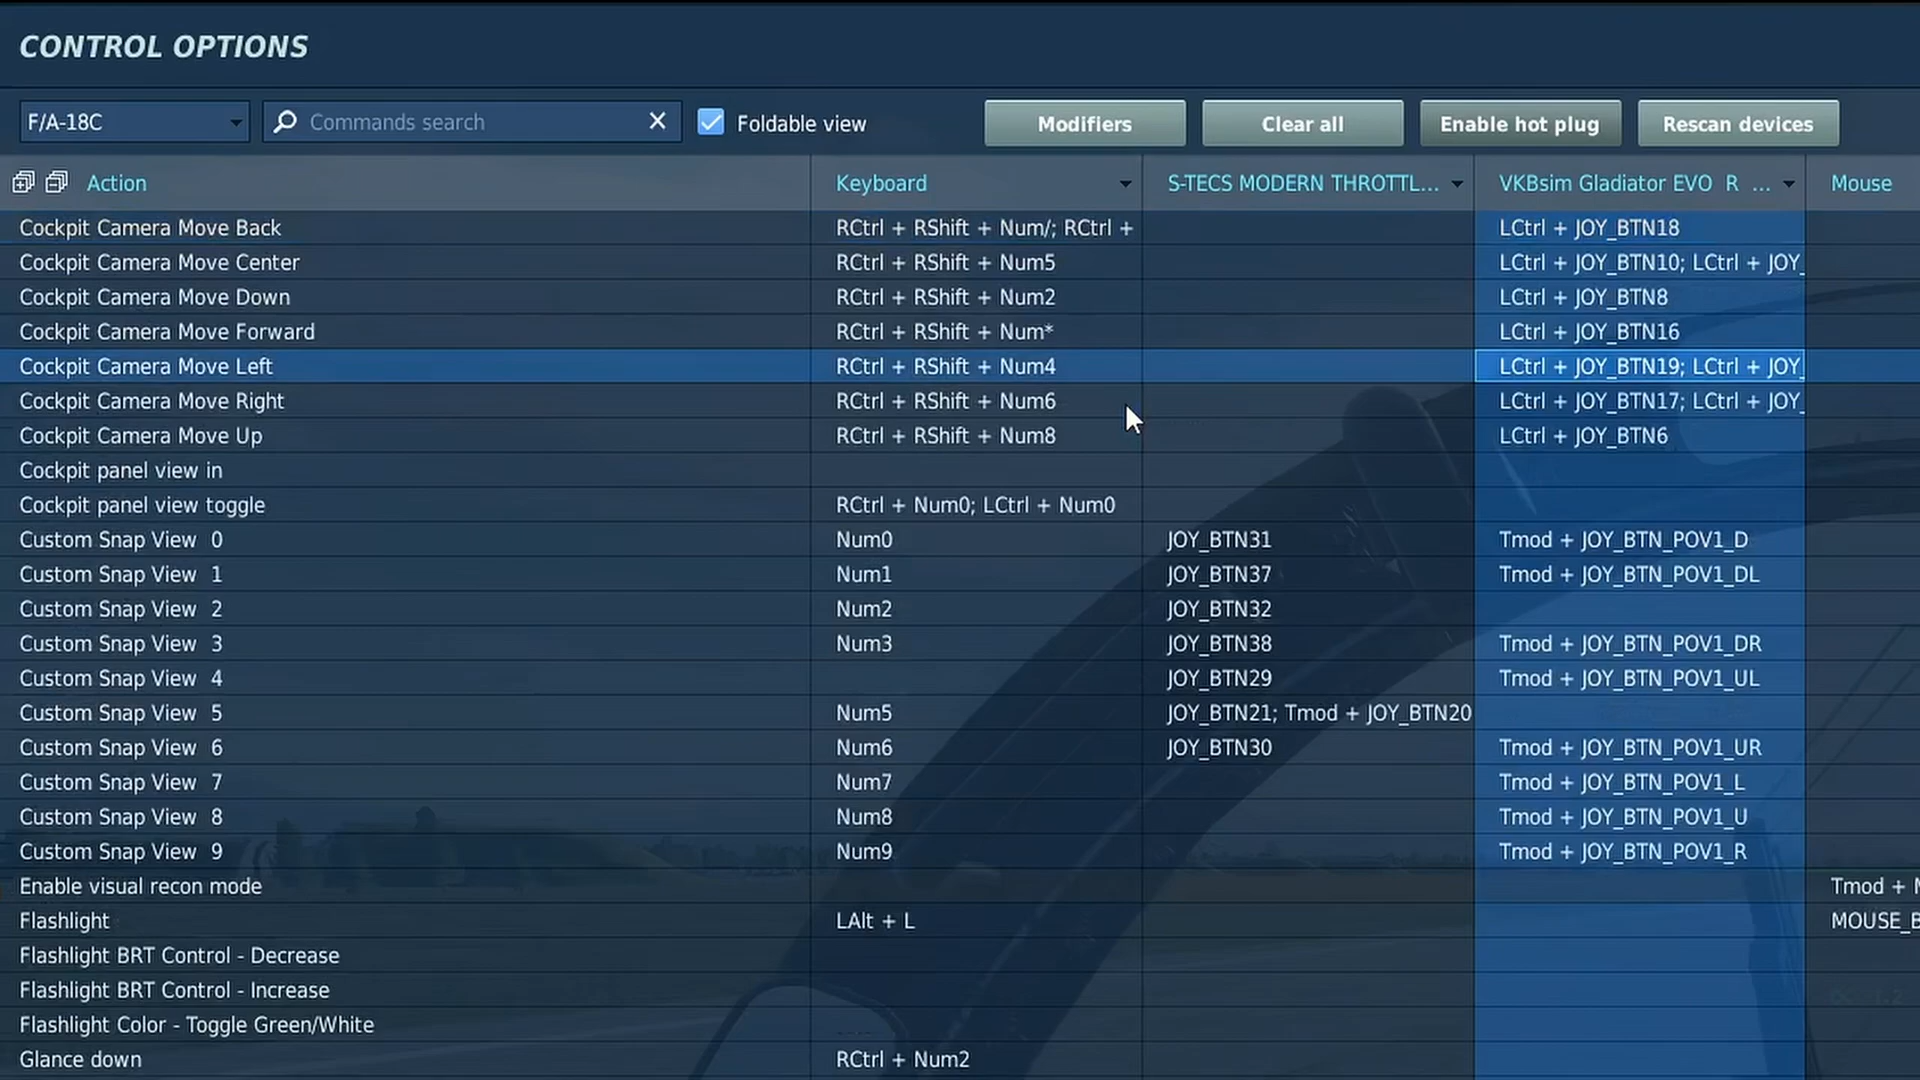 CONTROL OPTIONS
F/A-18C Commands search Foldable view Modifiers Clear all Enable hot plug Rescan devices
Action Keyboard S-TECS MODERN THROTTL... VKBsim Gladiator EVO R ... Mouse
Cockpit Camera Move Back RCtrl + RShift + Num/; RCtrl + LCtrl + JOY_BTN18
Cockpit Camera Move Center RCtrl + RShift + Num5 LCtrl + JOY_BTN10; LCtrl + JOY_
Cockpit Camera Move Down RCtrl + RShift + Num2 LCtrl + JOY_BTN8
Cockpit Camera Move Forward RCtrl + RShift + Num* LCtrl + JOY_BTN16
Cockpit Camera Move Left RCtrl + RShift + Num4 LCtrl + JOY_BTN19; LCtrl + JOY_
Cockpit Camera Move Right RCtrl + RShift + Num6 LCtrl + JOY_BTN17; LCtrl + JOY_
Cockpit Camera Move Up RCtrl + RShift + Num8 LCtrl + JOY_BTN6
Cockpit panel view in
Cockpit panel view toggle RCtrl + Num0; LCtrl + Num0
Custom Snap View 0 Num0 JOY_BTN31 Tmod + JOY_BTN_POV1_D
Custom Snap View 1 Num1 JOY_BTN37 Tmod + JOY_BTN_POV1_DL
Custom Snap View 2 Num2 JOY_BTN32
Custom Snap View 3 Num3 JOY_BTN38 Tmod + JOY_BTN_POV1_DR
Custom Snap View 4 JOY_BTN29 Tmod + JOY_BTN_POV1_UL
Custom Snap View 5 Num5 JOY_BTN21; Tmod + JOY_BTN20
Custom Snap View 6 Num6 JOY_BTN30 Tmod + JOY_BTN_POV1_UR
Custom Snap View 7 Num7 Tmod + JOY_BTN_POV1_L
Custom Snap View 8 Num8 Tmod + JOY_BTN_POV1_U
Custom Snap View 9 Num9 Tmod + JOY_BTN_POV1_R
Enable visual recon mode Tmod +
Flashlight LAlt + L MOUSE_B
Flashlight BRT Control - Decrease
Flashlight BRT Control - Increase
Flashlight Color - Toggle Green/White
Glance down RCtrl + Num2